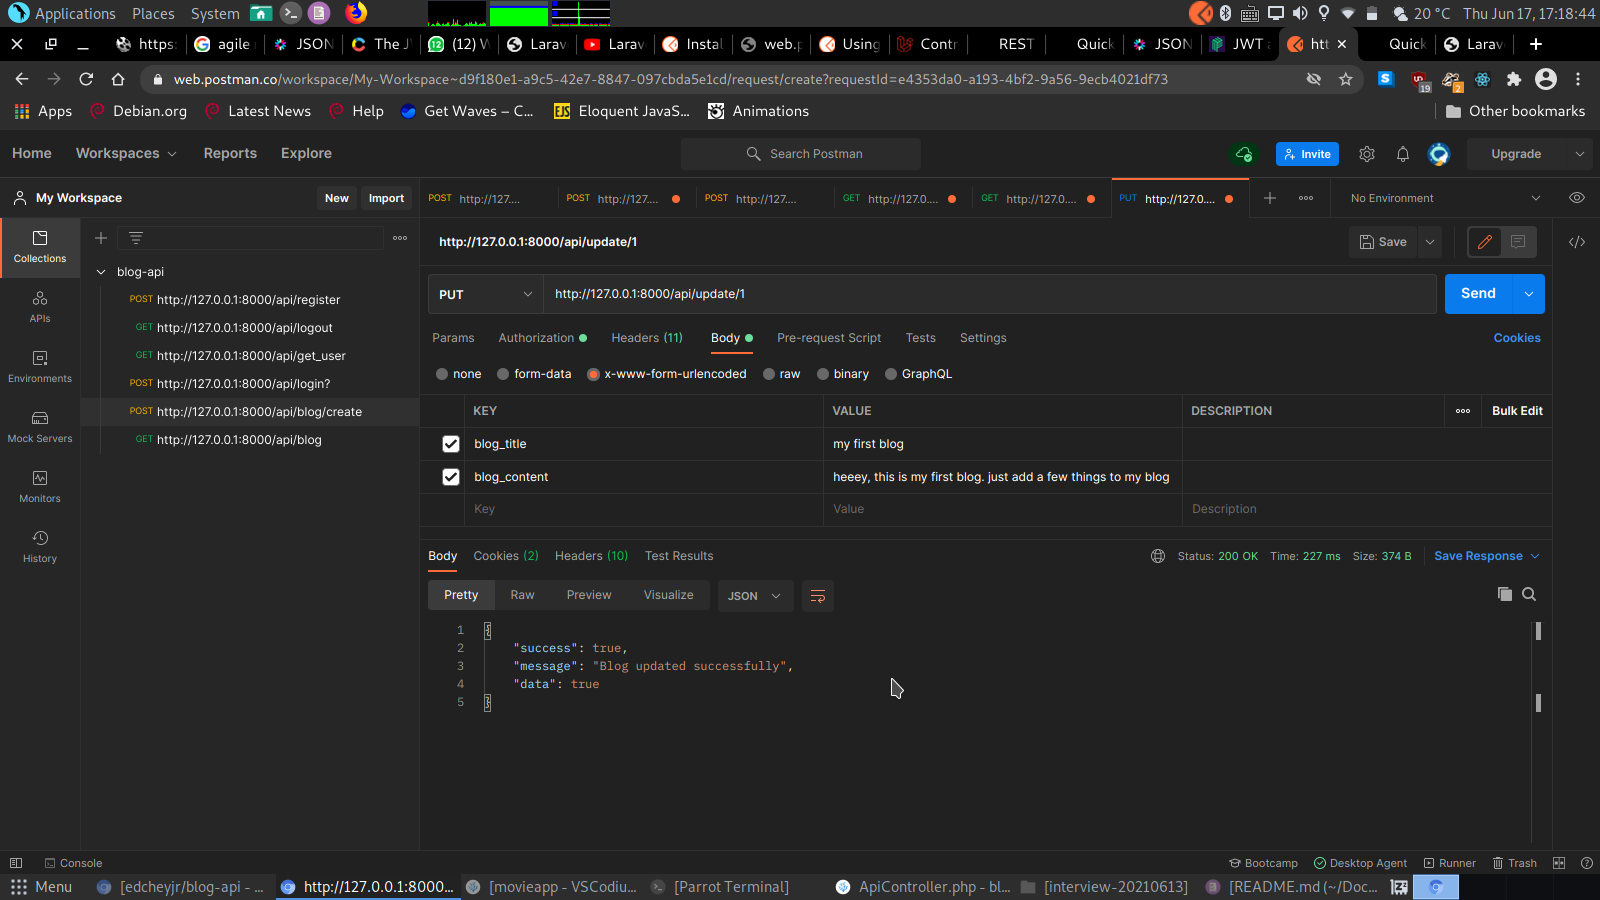 Applications Places System 20 °C Thu Jun 17, 17:18:44
https: agile JSON The J (12) W Larav Larav Instal web.p Using Contr REST Quick JSON JWT a htt Quick Larav
web.postman.co/workspace/My-Workspace~d9f180e1-a9c5-42e7-8847-097cbda5e1cd/request/create?requestId=e4353da0-a193-4bf2-9a56-9ecb4021df73 19 2
Apps Debian.org Latest News Help Get Waves – C... Eloquent JavaS... Animations Other bookmarks
Home Workspaces Reports Explore Search Postman Invite Upgrade
My Workspace New Import POST http://127.... POST http://127.... POST http://127.... GET http://127.0.... GET http://127.0.... PUT http://127.0.... No Environment
Collections
APIs
Environments
Mock Servers
Monitors
History
blog-api
POST http://127.0.0.1:8000/api/register
GET http://127.0.0.1:8000/api/logout
GET http://127.0.0.1:8000/api/get_user
POST http://127.0.0.1:8000/api/login?
POST http://127.0.0.1:8000/api/blog/create
GET http://127.0.0.1:8000/api/blog
http://127.0.0.1:8000/api/update/1 Save
PUT http://127.0.0.1:8000/api/update/1 Send
Params Authorization Headers (11) Body Pre-request Script Tests Settings Cookies
none form-data x-www-form-urlencoded raw binary GraphQL
KEY VALUE DESCRIPTION Bulk Edit
blog_title my first blog
blog_content heeey, this is my first blog. just add a few things to my blog
Key Value Description
Body Cookies (2) Headers (10) Test Results Status: 200 OK Time: 227 ms Size: 374 B Save Response
Pretty Raw Preview Visualize JSON
1 {
2 "success": true,
3 "message": "Blog updated successfully",
4 "data": true
5 }
Console Bootcamp Desktop Agent Runner Trash
Menu [edcheyjr/blog-api - ... http://127.0.0.1:8000... [movieapp - VSCodiu... [Parrot Terminal] ApiController.php - bl... [interview-20210613] [README.md (~/Doc...